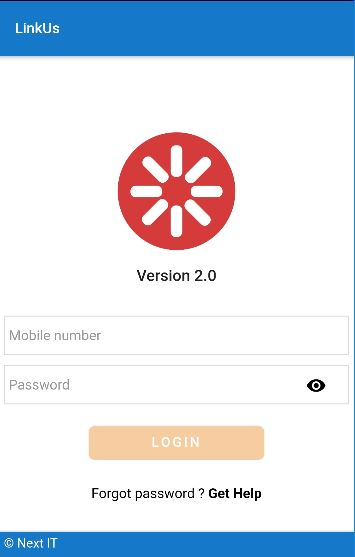 LinkUs
Version 2.0
Mobile number
Password
LOGIN
Forgot password ? Get Help
© Next IT